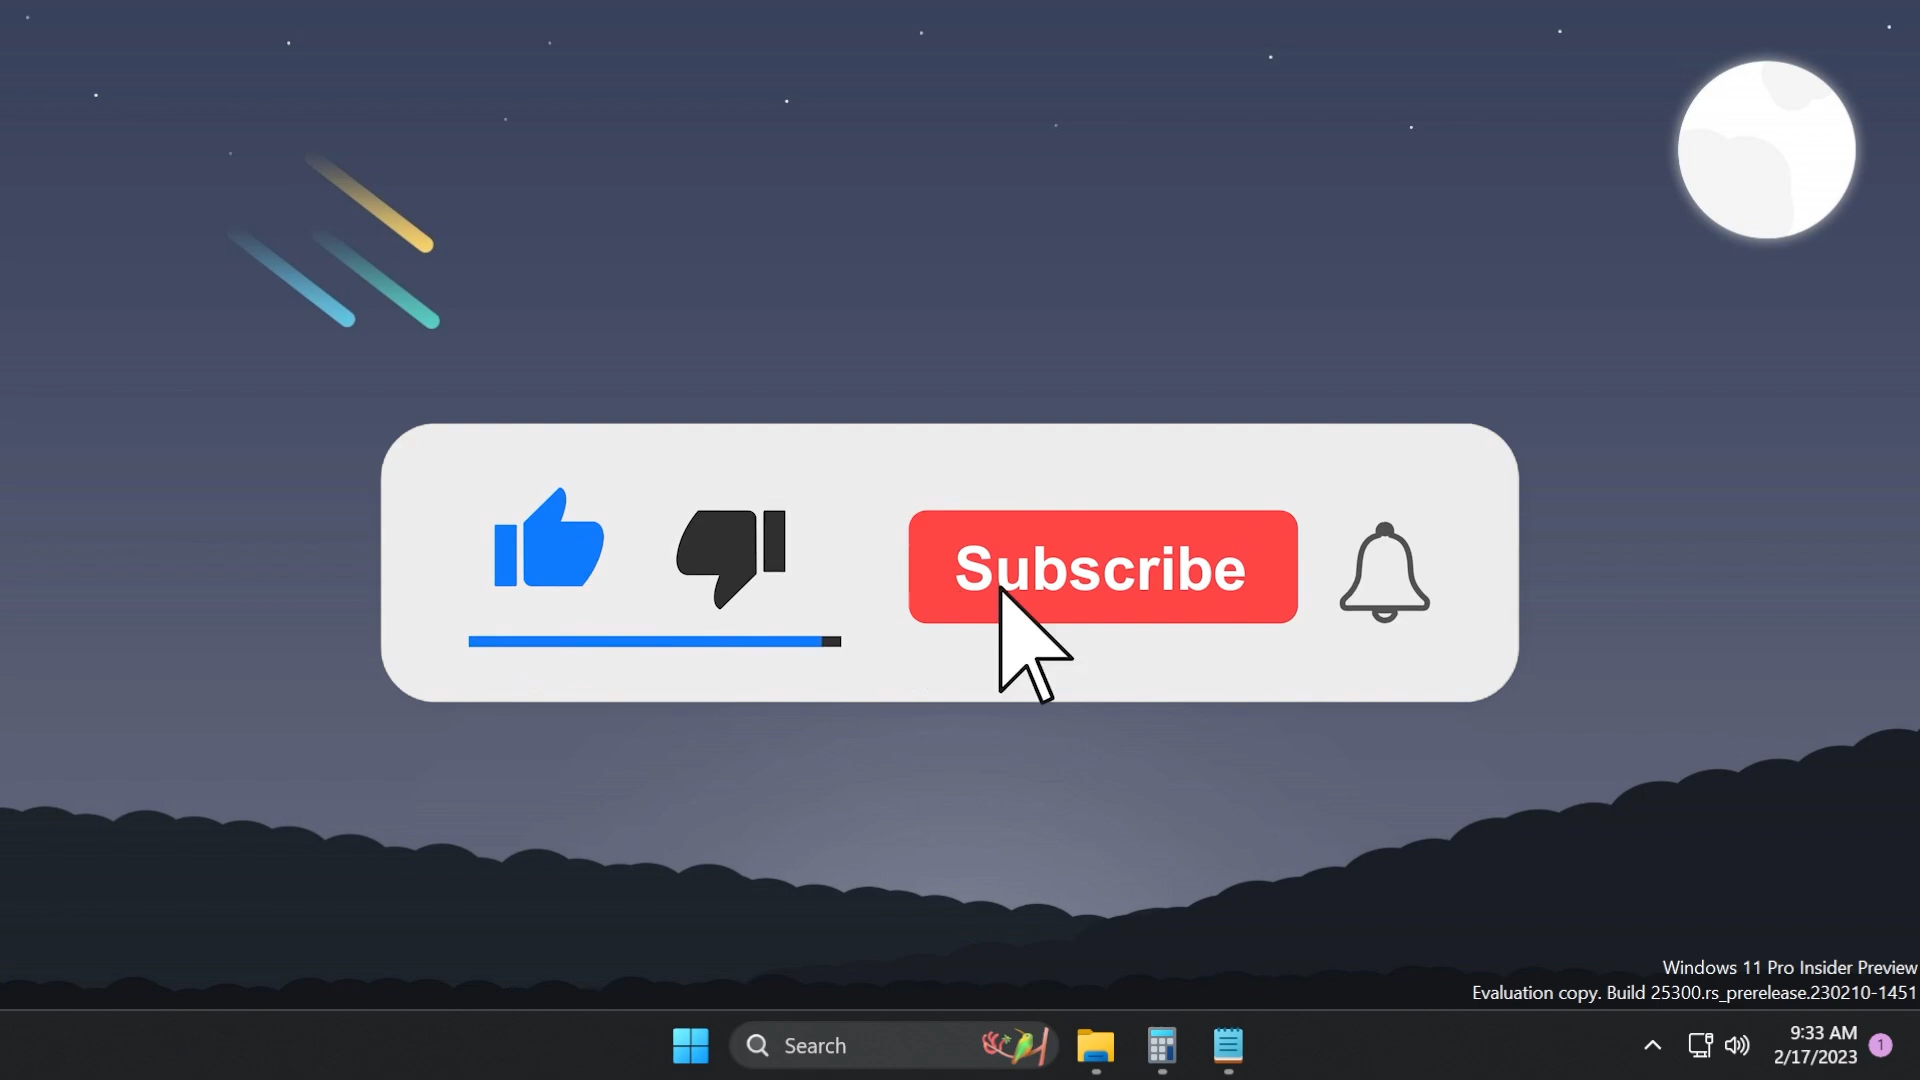 Subscribe
Windows 11 Pro Insider Preview
Evaluation copy. Build 25300.rs_prerelease.230210-1451
Search
9:33 AM
2/17/2023
1